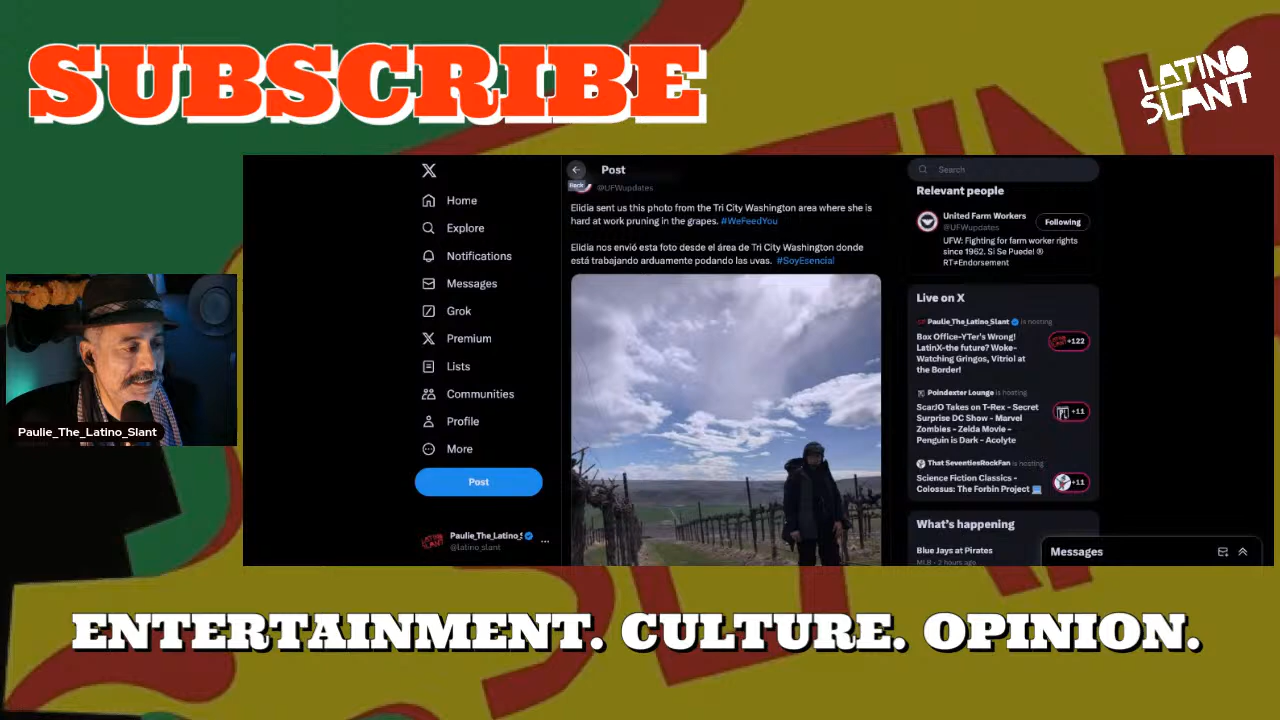 SUBSCRIBE
LATINO
SLANT
Post
Back
@UFWupdates
Elidia sent us this photo from the Tri City Washington area where she is
hard at work pruning in the grapes. #WeFeedYou
Elidia nos envió esta foto desde el área de Tri City Washington donde
está trabajando arduamente podando las uvas. #SoyEsencial
Home
Explore
Notifications
Messages
Grok
Premium
Lists
Communities
Profile
More
Post
Paulie_The_Latino_S
@latino_slant
Search
Relevant people
United Farm Workers
@UFWupdates
Following
UFW: Fighting for farm worker rights
since 1962. Si Se Puede! ®
RT≠Endorsement
Live on X
Paulie_The_Latino_Slant is hosting
Box Office-YTer's Wrong!
LatinX-the future? Woke-
Watching Gringos, Vitriol at
the Border!
+122
Poindexter Lounge is hosting
ScarJO Takes on T-Rex - Secret
Surprise DC Show - Marvel
Zombies - Zelda Movie -
Penguin is Dark - Acolyte
+11
That SeventiesRockFan is hosting
Science Fiction Classics -
Colossus: The Forbin Project
+11
What's happening
Blue Jays at Pirates
MLB · 2 hours ago
Messages
Paulie_The_Latino_Slant
ENTERTAINMENT. CULTURE. OPINION.